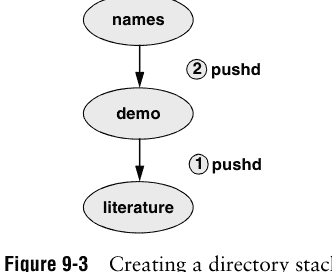 names
2 pushd
demo
1 pushd
literature
Figure 9-3 Creating a directory stack